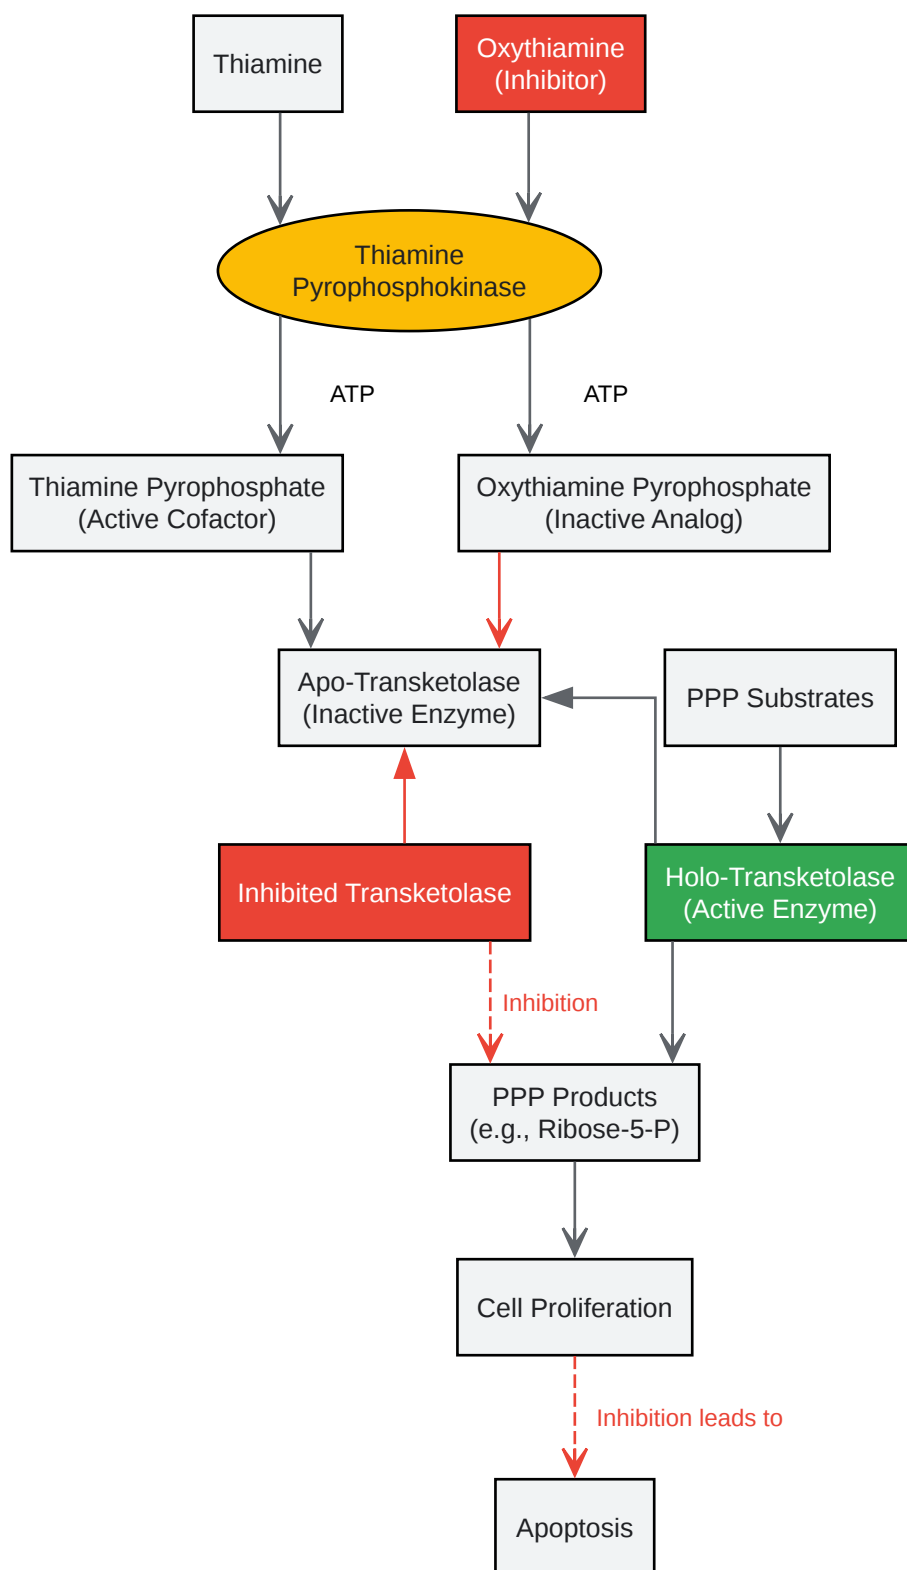 Thiamine
Oxythiamine
(Inhibitor)
Thiamine
Pyrophosphokinase
ATP
ATP
Thiamine Pyrophosphate
(Active Cofactor)
Oxythiamine Pyrophosphate
(Inactive Analog)
Apo-Transketolase
(Inactive Enzyme)
PPP Substrates
Inhibited Transketolase
Holo-Transketolase
(Active Enzyme)
Inhibition
PPP Products
(e.g., Ribose-5-P)
Cell Proliferation
Inhibition leads to
Apoptosis